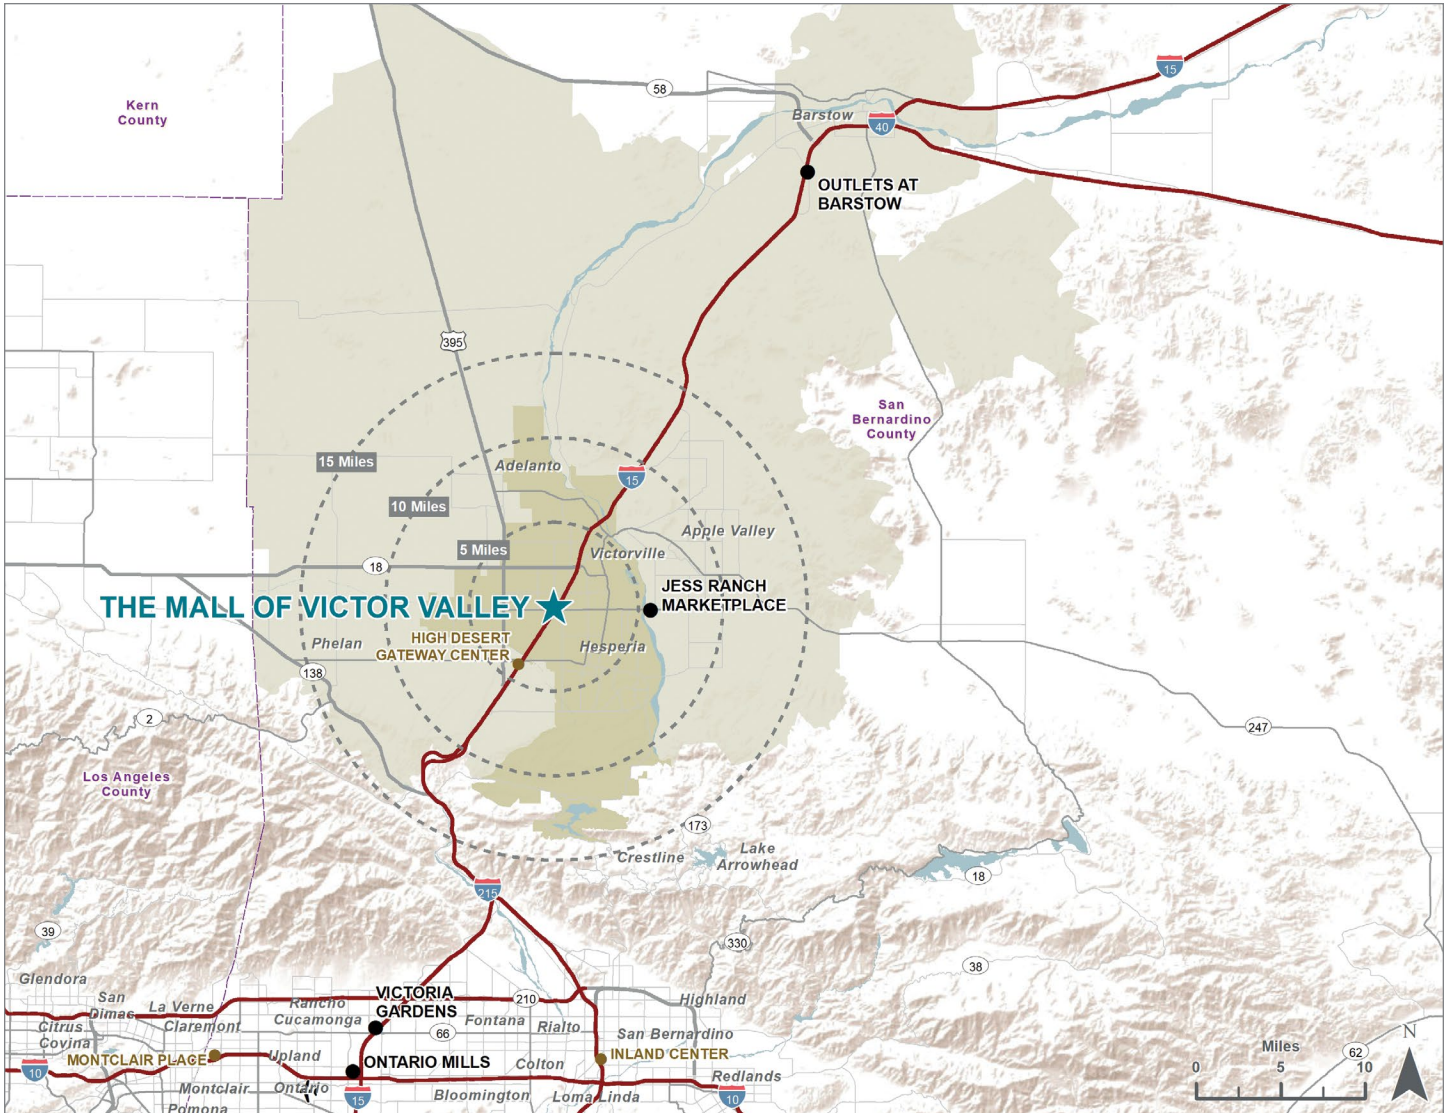 15
58
Kern
County
Barstow
40
OUTLETS AT
BARSTOW
395
San
Bernardino
County
15 Miles
Adelanto
15
10 Miles
Apple Valley
5 Miles
Victorville
18
JESS RANCH
MARKETPLACE
THE MALL OF VICTOR VALLEY
HIGH DESERT
GATEWAY CENTER
Phelan
Hesperia
138
2
247
Los Angeles
County
173
Crestline
Lake
Arrowhead
18
215
39
330
38
Glendora
San
Dimas
La Verne
VICTORIA
GARDENS
210
Highland
Rancho
Cucamonga
Citrus
Covina
Claremont
66
Fontana
Rialto
San Bernardino
N
Miles
62
MONTCLAIR PLACE
Upland
ONTARIO MILLS
Colton
INLAND CENTER
10
0 5 10
Redlands
Montclair
Ontario
15
Bloomington
Loma Linda
10
Pomona